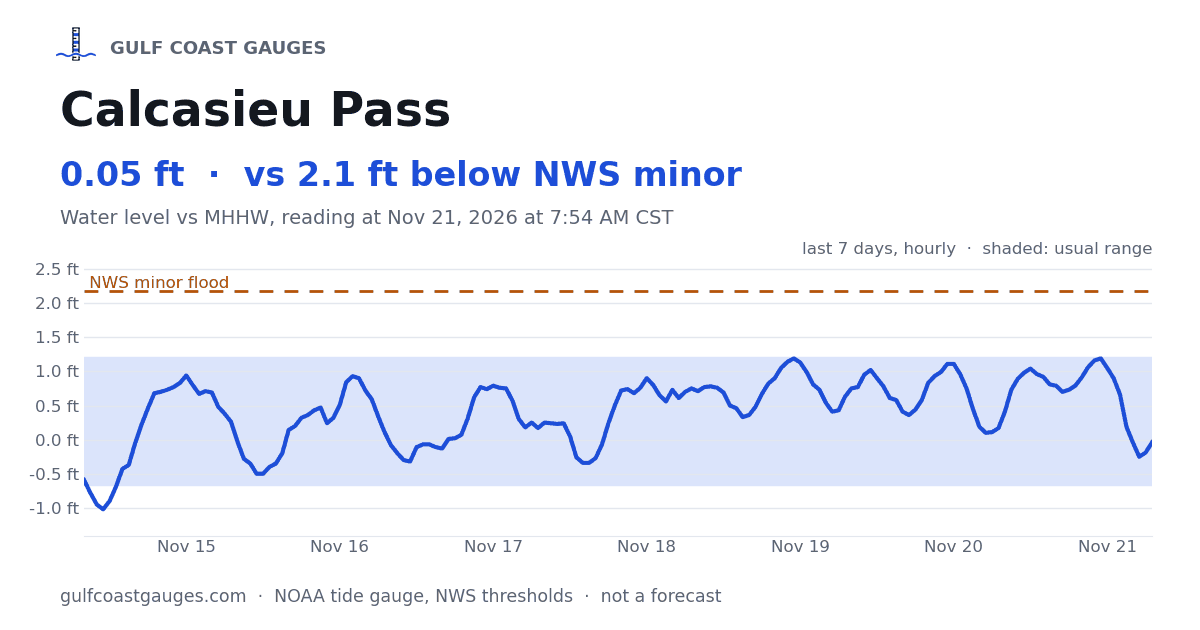 GULF COAST GAUGES
Calcasieu Pass
0.05 ft · vs 2.1 ft below NWS minor
Water level vs MHHW, reading at Nov 21, 2026 at 7:54 AM CST
last 7 days, hourly · shaded: usual range
2.5 ft
NWS minor flood
2.0 ft
1.5 ft
1.0 ft
0.5 ft
0.0 ft
-0.5 ft
-1.0 ft
Nov 15 Nov 16 Nov 17 Nov 18 Nov 19 Nov 20 Nov 21
gulfcoastgauges.com · NOAA tide gauge, NWS thresholds · not a forecast